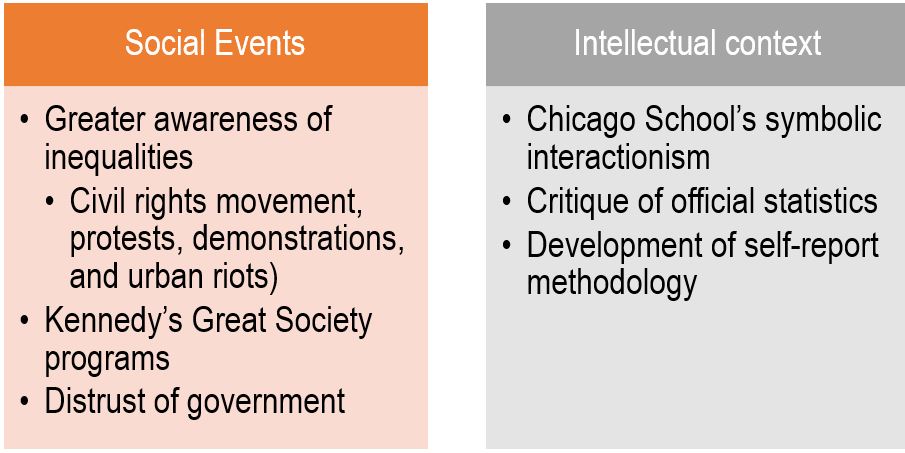 Social Events
• Greater awareness of
inequalities
• Civil rights movement,
protests, demonstrations,
and urban riots)
• Kennedy’s Great Society
programs
• Distrust of government
Intellectual context
• Chicago School’s symbolic
interactionism
• Critique of official statistics
• Development of self-report
methodology